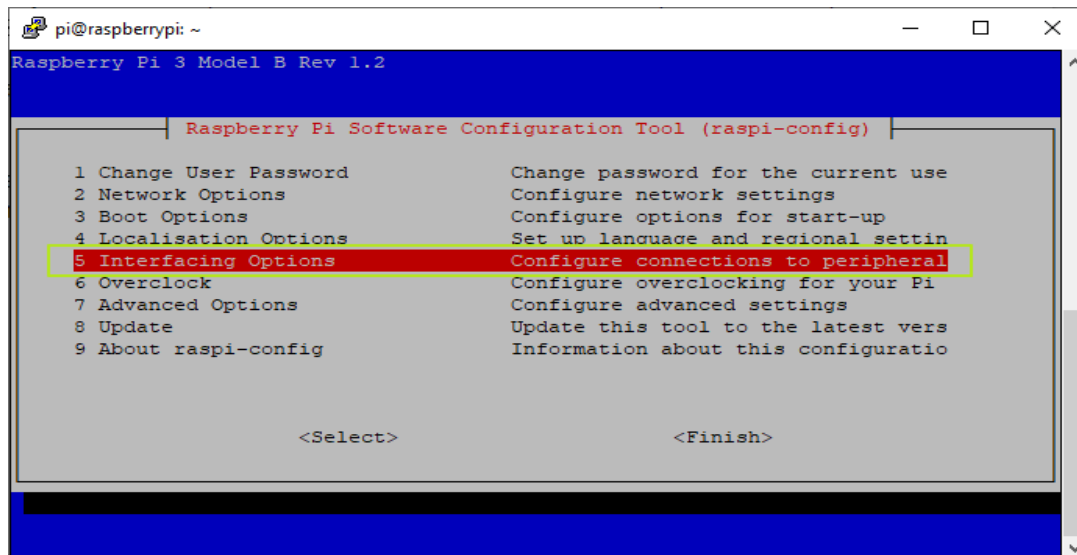 pi@raspberrypi: ~
Raspberry Pi 3 Model B Rev 1.2
Raspberry Pi Software Configuration Tool (raspi-config)
1 Change User Password Change password for the current use
2 Network Options Configure network settings
3 Boot Options Configure options for start-up
4 Localisation Options Set up language and regional settin
5 Interfacing Options Configure connections to peripheral
6 Overclock Configure overclocking for your Pi
7 Advanced Options Configure advanced settings
8 Update Update this tool to the latest vers
9 About raspi-config Information about this configuratio
<Select> <Finish>